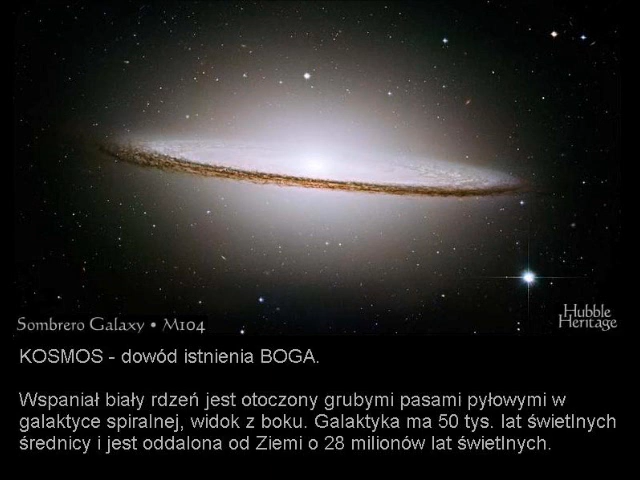 Sombrero Galaxy • M104
Hubble
Heritage
KOSMOS - dowód istnienia BOGA.
Wspaniał biały rdzeń jest otoczony grubymi pasami pyłowymi w
galaktyce spiralnej, widok z boku. Galaktyka ma 50 tys. lat świetlnych
średnicy i jest oddalona od Ziemi o 28 milionów lat świetlnych.